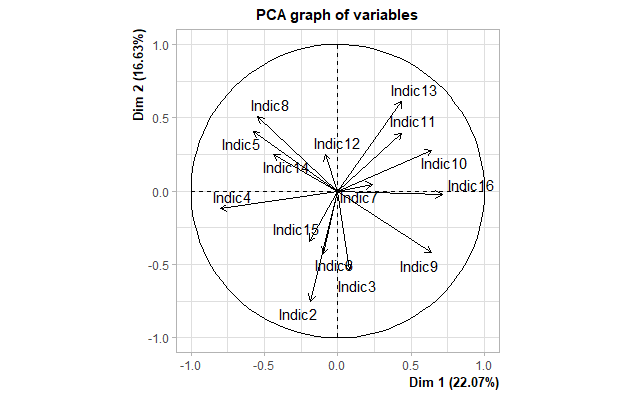 PCA graph of variables
Dim 2 (16.63%)
1.0
0.5
0.0
-0.5
-1.0
Indic13
Indic8
Indic11
Indic5
Indic12
Indic10
Indic14
Indic16
Indic4
Indic7
Indic15
Indic9
Indic3
Indic2
-1.0
-0.5
0.0
0.5
1.0
Dim 1 (22.07%)